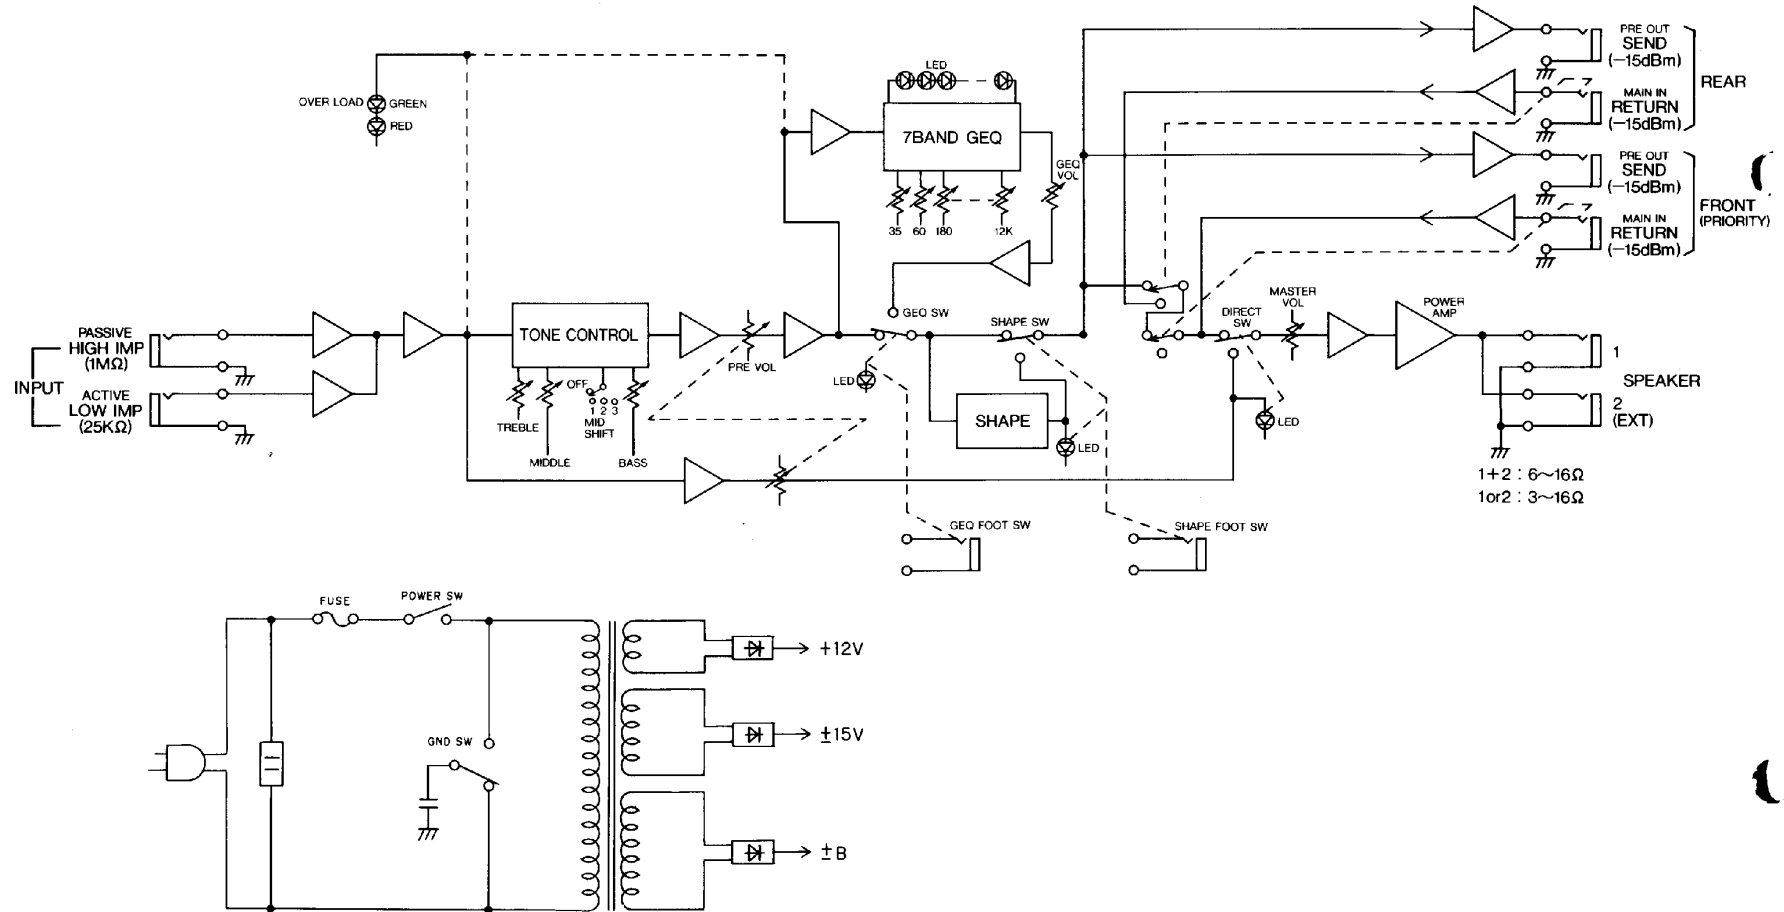 PRE OUT
SEND
(−15dBm)
REAR
MAIN IN
RETURN
(−15dBm)
PRE OUT
SEND
(−15dBm)
FRONT
(PRIORITY)
MAIN IN
RETURN
(−15dBm)
OVER LOAD
GREEN
RED
LED
7BAND GEQ
GEQ
VOL
35
60
180
12K
INPUT
PASSIVE
HIGH IMP
(1MΩ)
ACTIVE
LOW IMP
(25KΩ)
TONE CONTROL
TREBLE
MIDDLE
OFF
1 2 3
MID
SHIFT
BASS
PRE VOL
GEQ SW
LED
SHAPE SW
SHAPE
LED
DIRECT
SW
LED
MASTER
VOL
POWER
AMP
1
SPEAKER
2
(EXT)
1+2 : 6～16Ω
1or2 : 3～16Ω
GEQ FOOT SW
SHAPE FOOT SW
FUSE
POWER SW
GND SW
+12V
±15V
±B